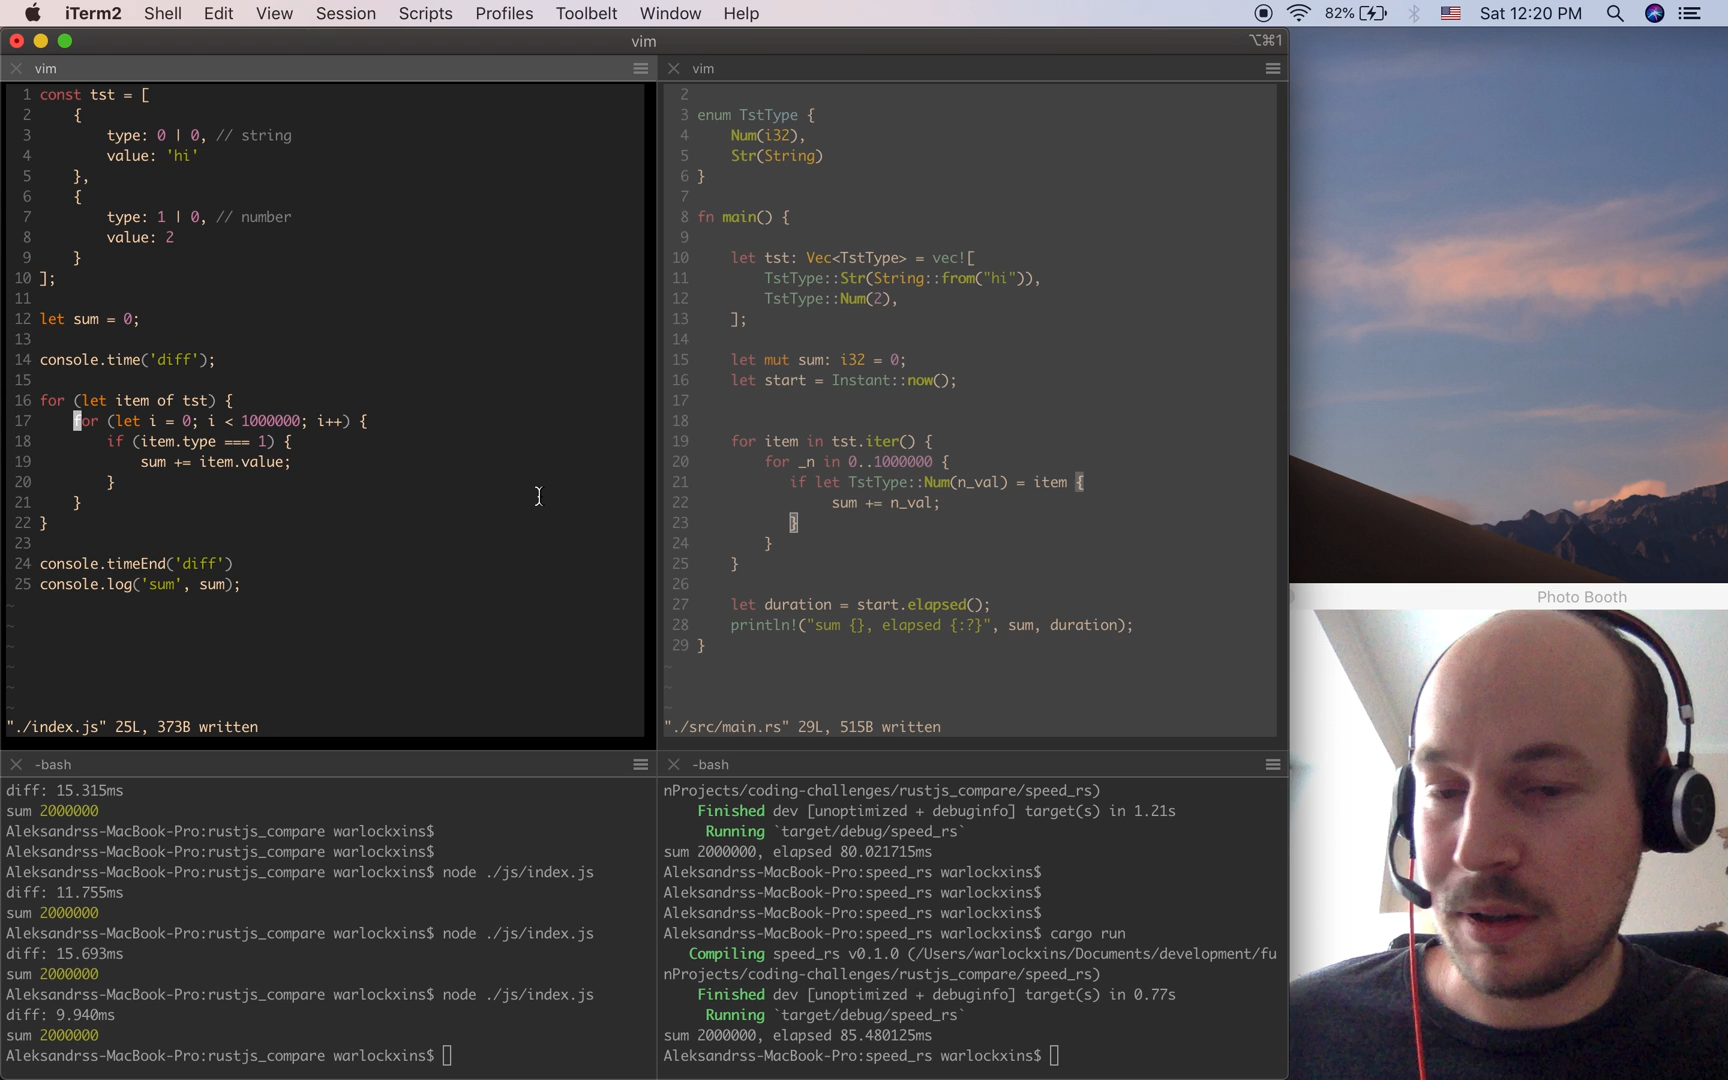 iTerm2 Shell Edit View Session Scripts Profiles Toolbelt Window Help 82% Sat 12:20 PM
vim ⌥⌘1
vim
1 const tst = [
2 {
3 type: 0 | 0, // string
4 value: 'hi'
5 },
6 {
7 type: 1 | 0, // number
8 value: 2
9 }
10 ];
11
12 let sum = 0;
13
14 console.time('diff');
15
16 for (let item of tst) {
17 for (let i = 0; i < 1000000; i++) {
18 if (item.type === 1) {
19 sum += item.value;
20 }
21 }
22 }
23
24 console.timeEnd('diff')
25 console.log('sum', sum);
~
~
~
~
~
~
"./index.js" 25L, 373B written
vim
2
3 enum TstType {
4 Num(i32),
5 Str(String)
6 }
7
8 fn main() {
9
10 let tst: Vec<TstType> = vec![
11 TstType::Str(String::from("hi")),
12 TstType::Num(2),
13 ];
14
15 let mut sum: i32 = 0;
16 let start = Instant::now();
17
18
19 for item in tst.iter() {
20 for _n in 0..1000000 {
21 if let TstType::Num(n_val) = item {
22 sum += n_val;
23 }
24 }
25 }
26
27 let duration = start.elapsed();
28 println!("sum {}, elapsed {:?}", sum, duration);
29 }
~
~
~
"./src/main.rs" 29L, 515B written
-bash
diff: 15.315ms
sum 2000000
Aleksandrss-MacBook-Pro:rustjs_compare warlockxins$
Aleksandrss-MacBook-Pro:rustjs_compare warlockxins$
Aleksandrss-MacBook-Pro:rustjs_compare warlockxins$ node ./js/index.js
diff: 11.755ms
sum 2000000
Aleksandrss-MacBook-Pro:rustjs_compare warlockxins$ node ./js/index.js
diff: 15.693ms
sum 2000000
Aleksandrss-MacBook-Pro:rustjs_compare warlockxins$ node ./js/index.js
diff: 9.940ms
sum 2000000
Aleksandrss-MacBook-Pro:rustjs_compare warlockxins$
-bash
nProjects/coding-challenges/rustjs_compare/speed_rs)
Finished dev [unoptimized + debuginfo] target(s) in 1.21s
Running `target/debug/speed_rs`
sum 2000000, elapsed 80.021715ms
Aleksandrss-MacBook-Pro:speed_rs warlockxins$
Aleksandrss-MacBook-Pro:speed_rs warlockxins$
Aleksandrss-MacBook-Pro:speed_rs warlockxins$
Aleksandrss-MacBook-Pro:speed_rs warlockxins$ cargo run
Compiling speed_rs v0.1.0 (/Users/warlockxins/Documents/development/fu
nProjects/coding-challenges/rustjs_compare/speed_rs)
Finished dev [unoptimized + debuginfo] target(s) in 0.77s
Running `target/debug/speed_rs`
sum 2000000, elapsed 85.480125ms
Aleksandrss-MacBook-Pro:speed_rs warlockxins$
Photo Booth